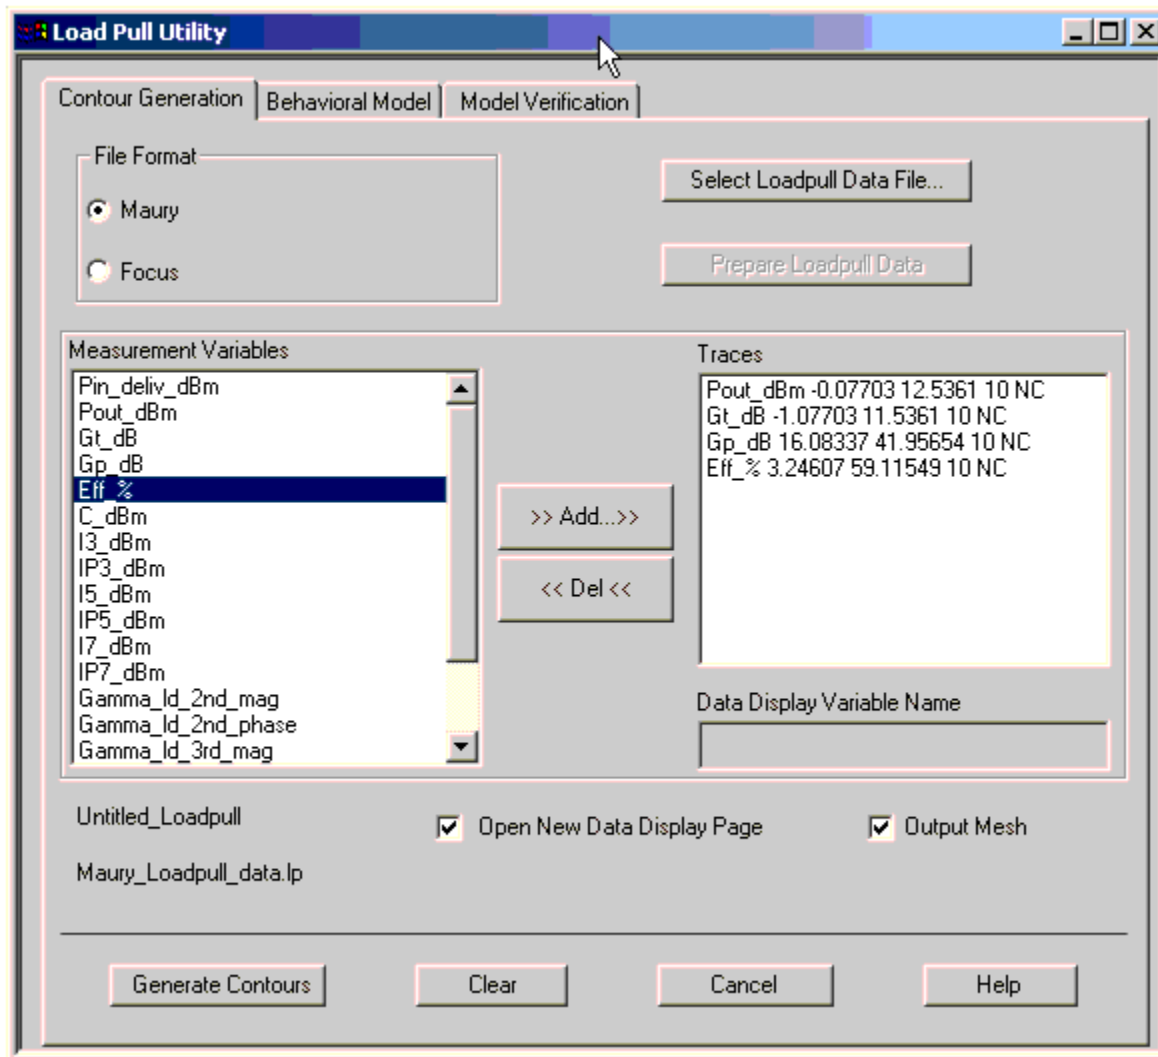 Load Pull Utility
Contour Generation
Behavioral Model
Model Verification
File Format
Maury
Focus
Select Loadpull Data File...
Prepare Loadpull Data
Measurement Variables
Pin_deliv_dBm
Pout_dBm
Gt_dB
Gp_dB
Eff_%
C_dBm
I3_dBm
IP3_dBm
I5_dBm
IP5_dBm
I7_dBm
IP7_dBm
Gamma_ld_2nd_mag
Gamma_ld_2nd_phase
Gamma_ld_3rd_mag
>> Add...>>
<< Del <<
Traces
Pout_dBm -0.07703 12.5361 10 NC
Gt_dB -1.07703 11.5361 10 NC
Gp_dB 16.08337 41.95654 10 NC
Eff_% 3.24607 59.11549 10 NC
Data Display Variable Name
Untitled_Loadpull
Open New Data Display Page
Output Mesh
Maury_Loadpull_data.lp
Generate Contours
Clear
Cancel
Help